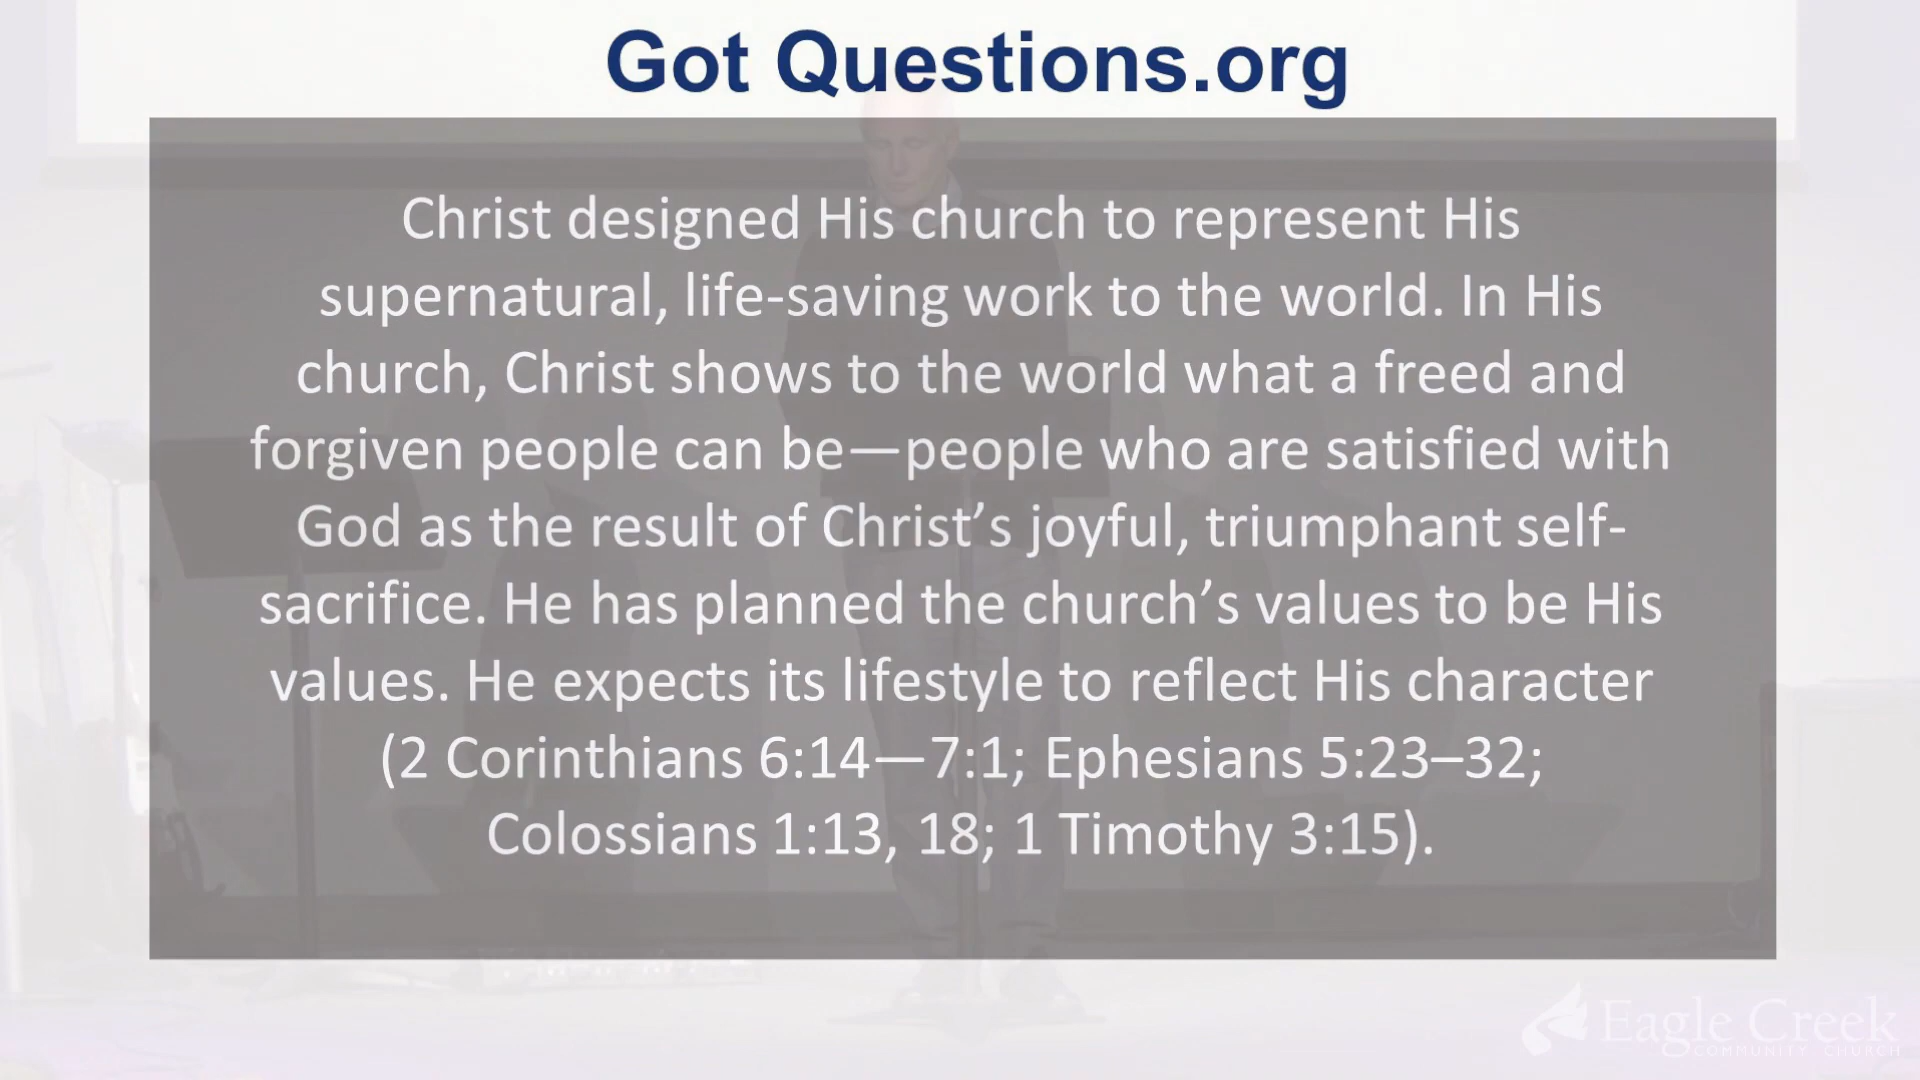 Got Questions.org
Christ designed His church to represent His
supernatural, life-saving work to the world. In His
church, Christ shows to the world what a freed and
forgiven people can be—people who are satisfied with
God as the result of Christ’s joyful, triumphant self-
sacrifice. He has planned the church’s values to be His
values. He expects its lifestyle to reflect His character
(2 Corinthians 6:14—7:1; Ephesians 5:23–32;
Colossians 1:13, 18; 1 Timothy 3:15).
Eagle Creek
COMMUNITY CHURCH